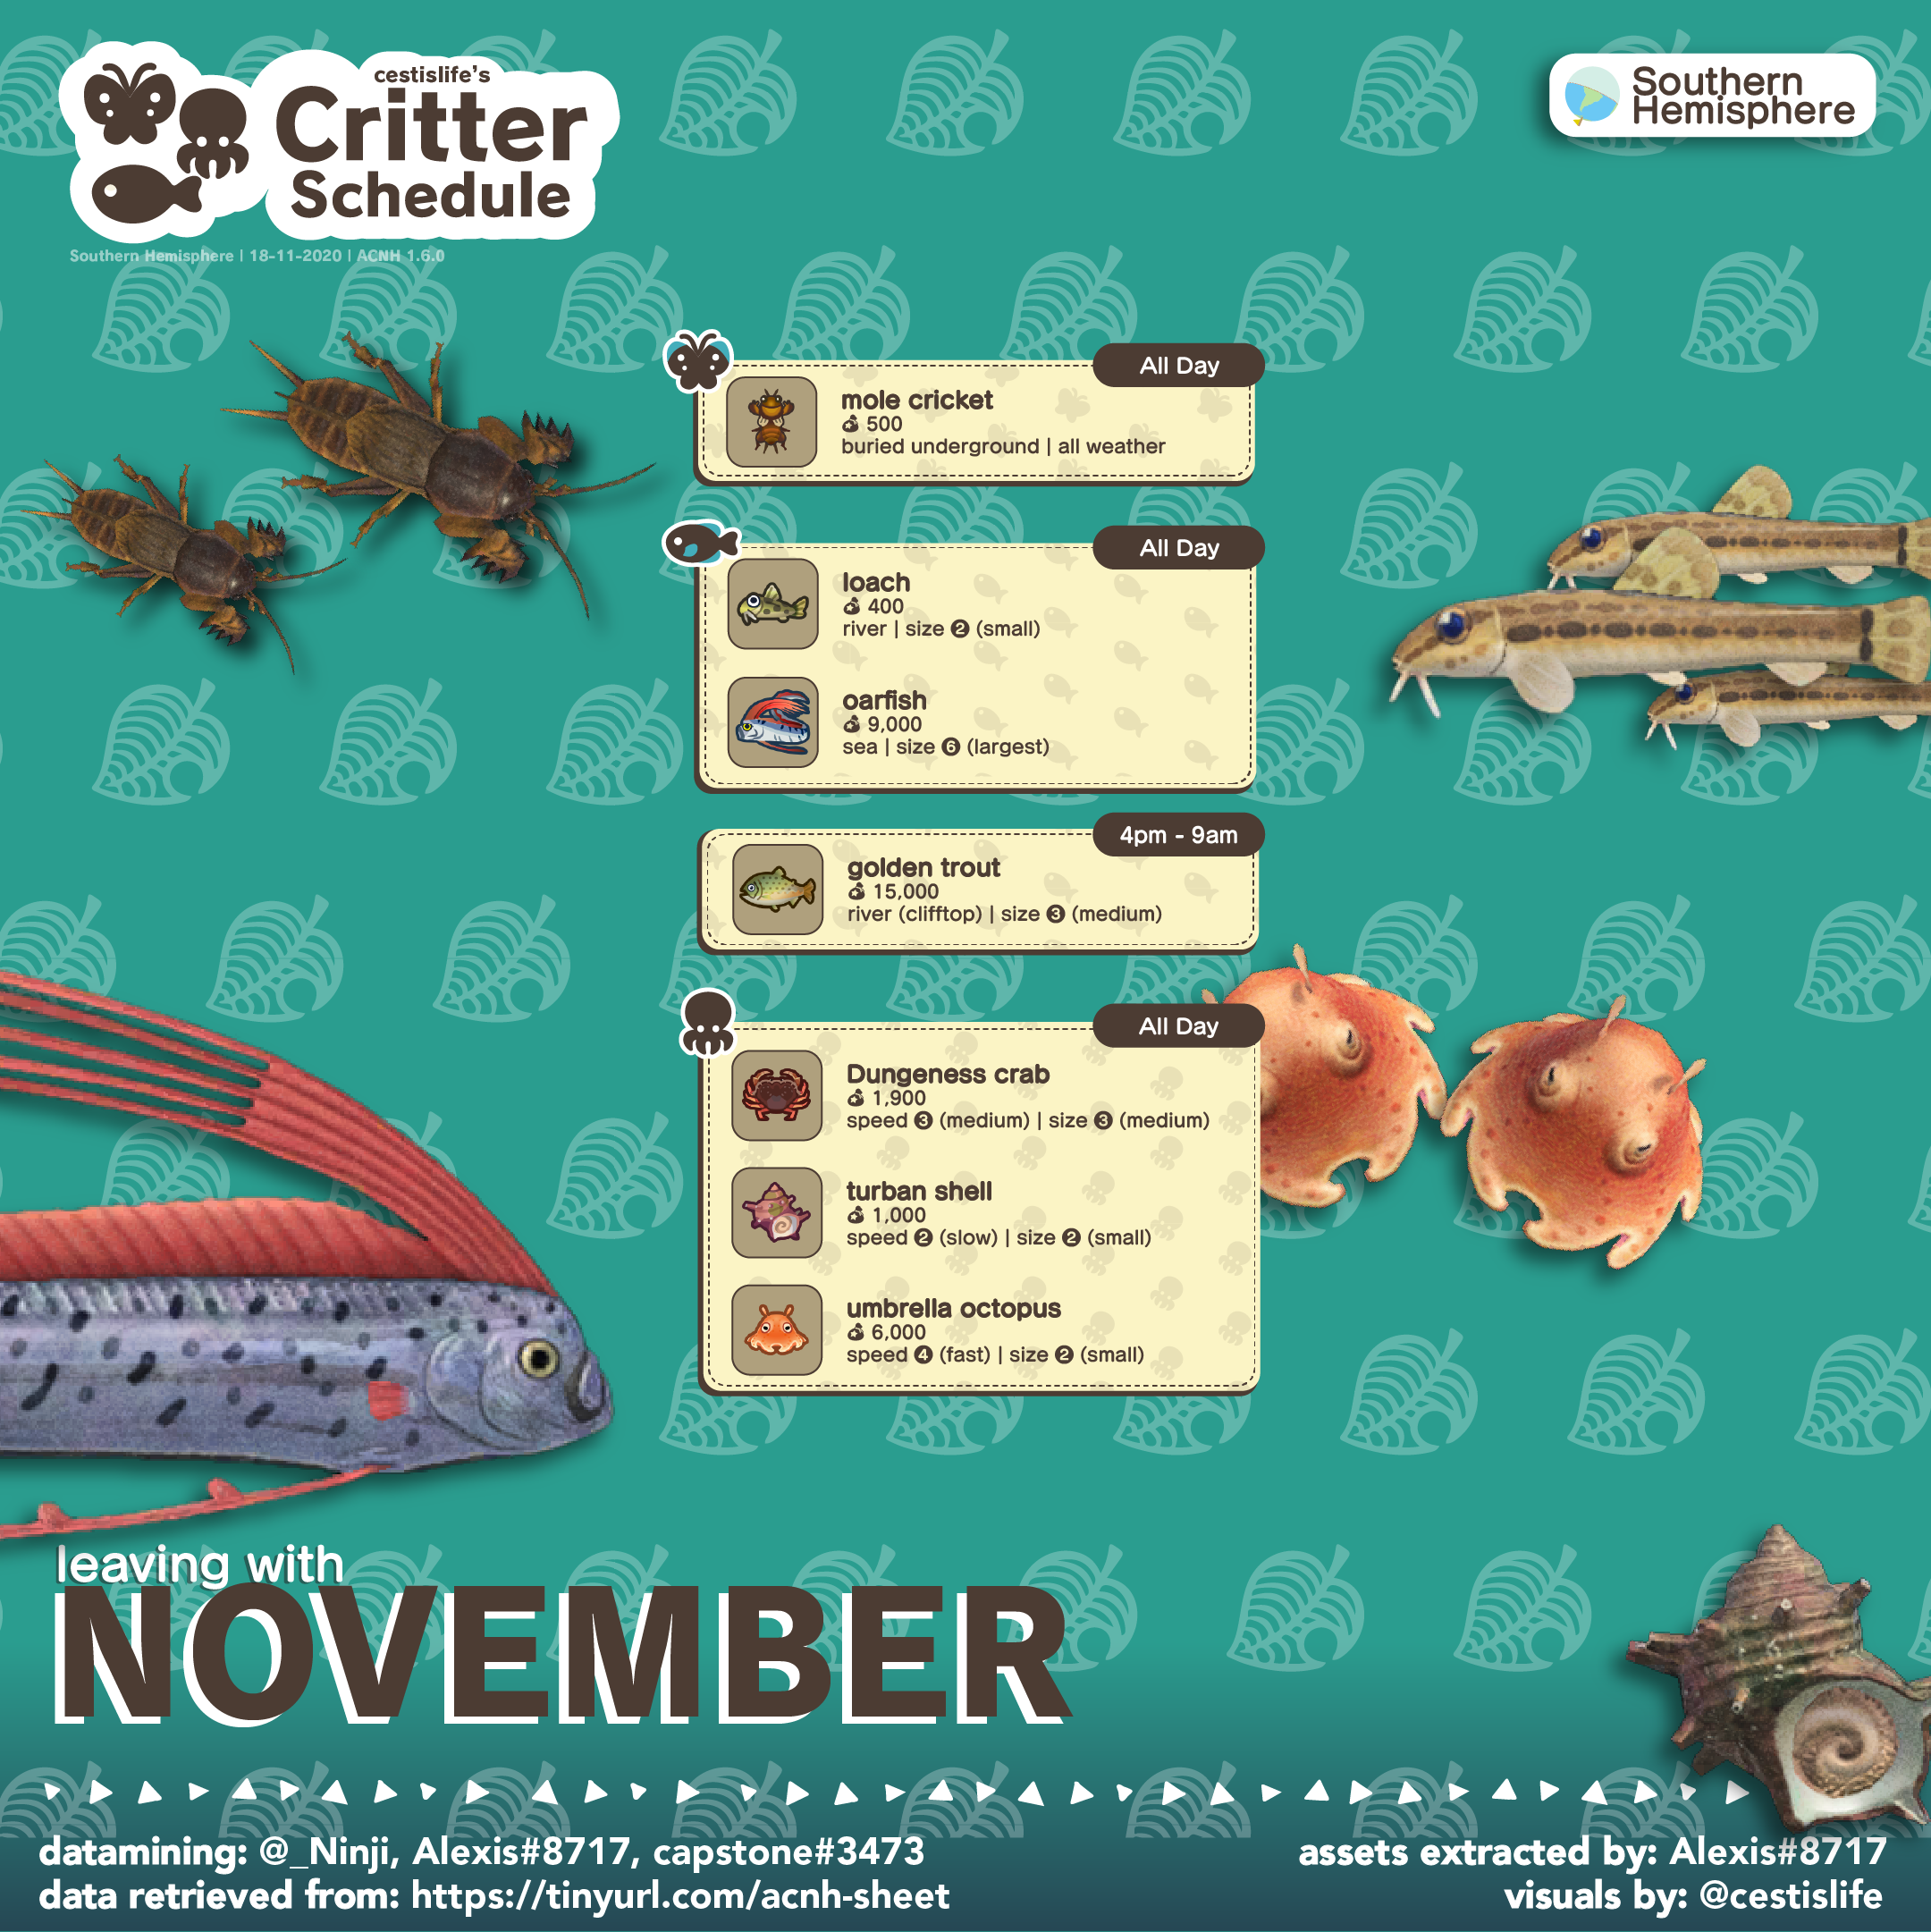 cestislife's
Critter
Schedule
Southern Hemisphere | 18-11-2020 | ACNH 1.6.0
Southern
Hemisphere
All Day
mole cricket
500
buried underground | all weather
All Day
loach
400
river | size 2 (small)
oarfish
9,000
sea | size 6 (largest)
4pm - 9am
golden trout
15,000
river (clifftop) | size 3 (medium)
All Day
Dungeness crab
1,900
speed 3 (medium) | size 3 (medium)
turban shell
1,000
speed 2 (slow) | size 2 (small)
umbrella octopus
6,000
speed 4 (fast) | size 2 (small)
leaving with
NOVEMBER
datamining: @_Ninji, Alexis#8717, capstone#3473
data retrieved from: https://tinyurl.com/acnh-sheet
assets extracted by: Alexis#8717
visuals by: @cestislife